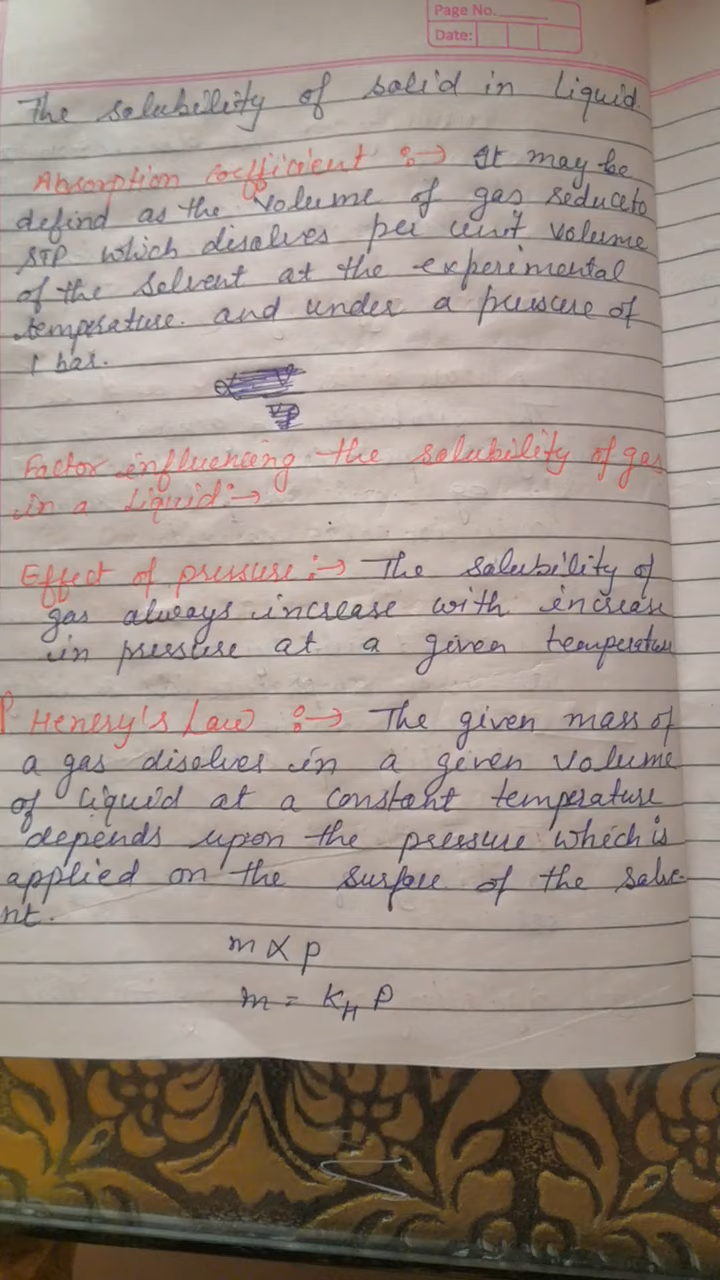 Page No.
Date:
The solubility of solid in liquid.
Absorption coefficient :→ It may be
defind as the volume of gas reduceto
STP which disolves per unit volume
of the solvent at the experimental
temperature. and under a pressure of
1 bar.
Factor influencing the solubility of gas
in a liquid:→
Effect of pressure :→ The solubility of
gas always increase with increase
in pressure at a given temperature
Henery's Law :→ The given mass of
a gas disolves in a given volume
of liquid at a constant temperature
depends upon the pressure which is
applied on the surface of the solve-
nt.
m ∝ p
m = K_H P